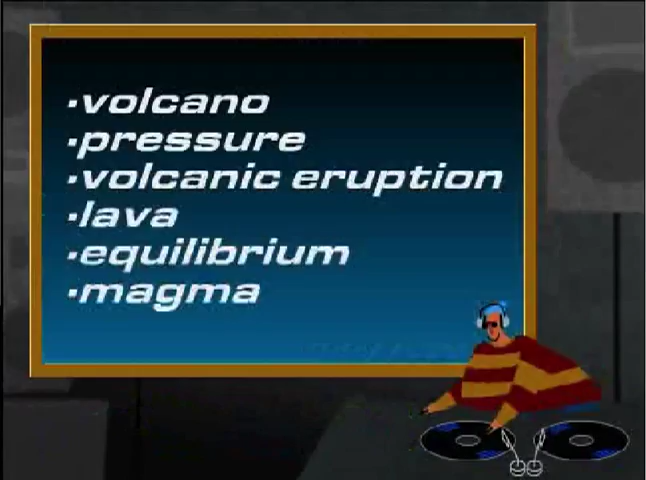 ·volcano
·pressure
·volcanic eruption
·lava
·equilibrium
·magma